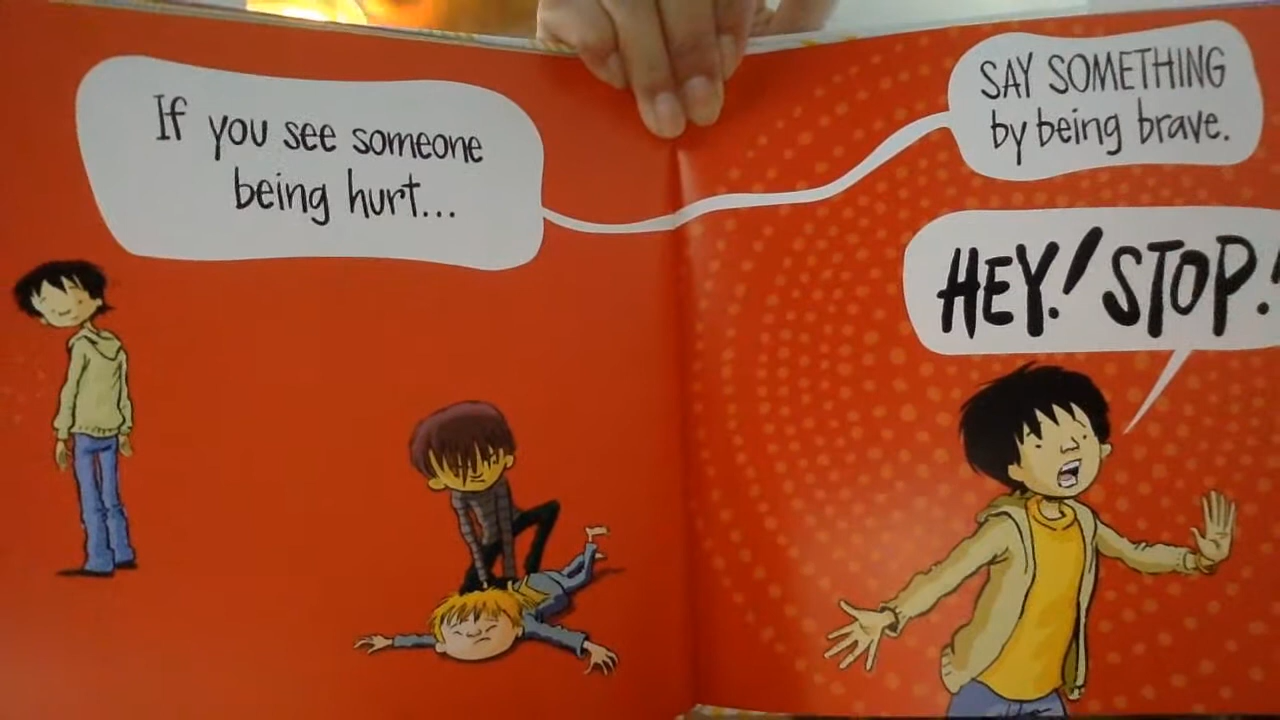 If you see someone
being hurt...
SAY SOMETHING
by being brave.
HEY! STOP!